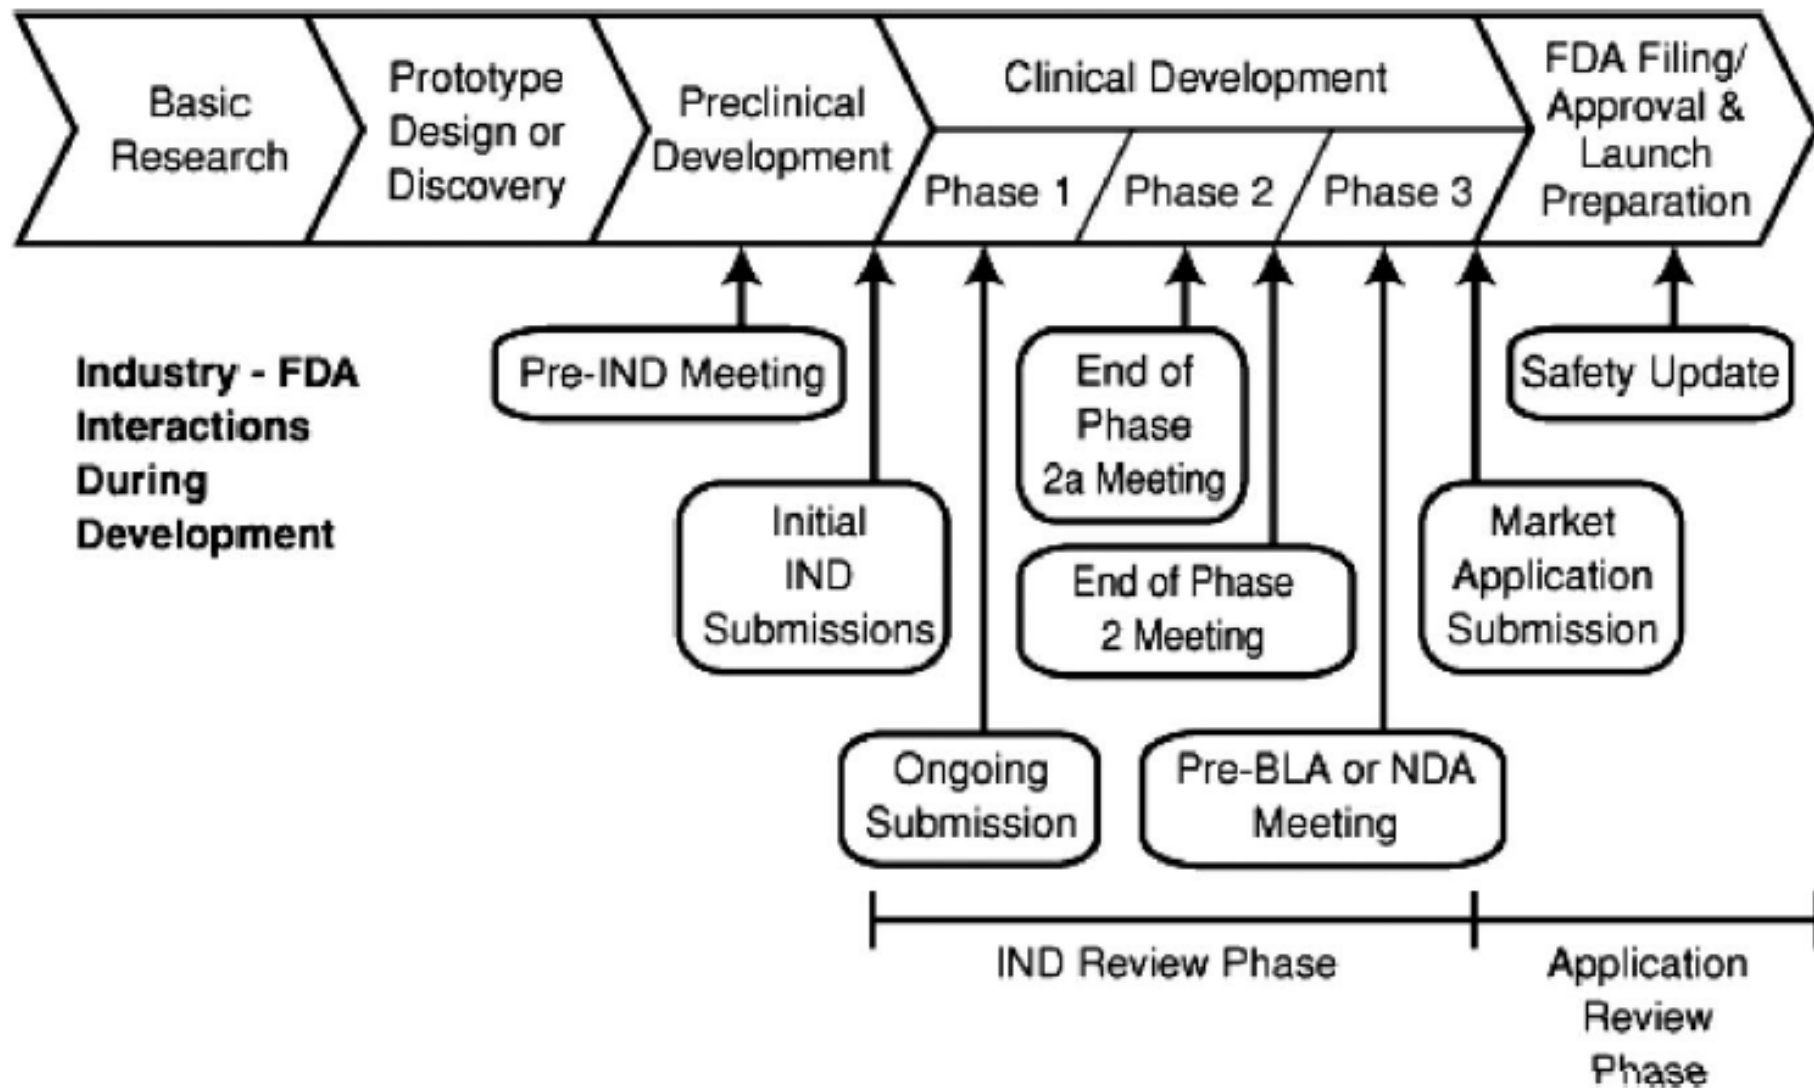 Basic
Research
Prototype
Design or
Discovery
Preclinical
Development
Clinical Development
Phase 1
Phase 2
Phase 3
FDA Filing/
Approval &
Launch
Preparation
Industry - FDA
Interactions
During
Development
Pre-IND Meeting
Initial
IND
Submissions
Ongoing
Submission
End of
Phase
2a Meeting
End of Phase
2 Meeting
Pre-BLA or NDA
Meeting
Market
Application
Submission
Safety Update
IND Review Phase
Application
Review
Phase